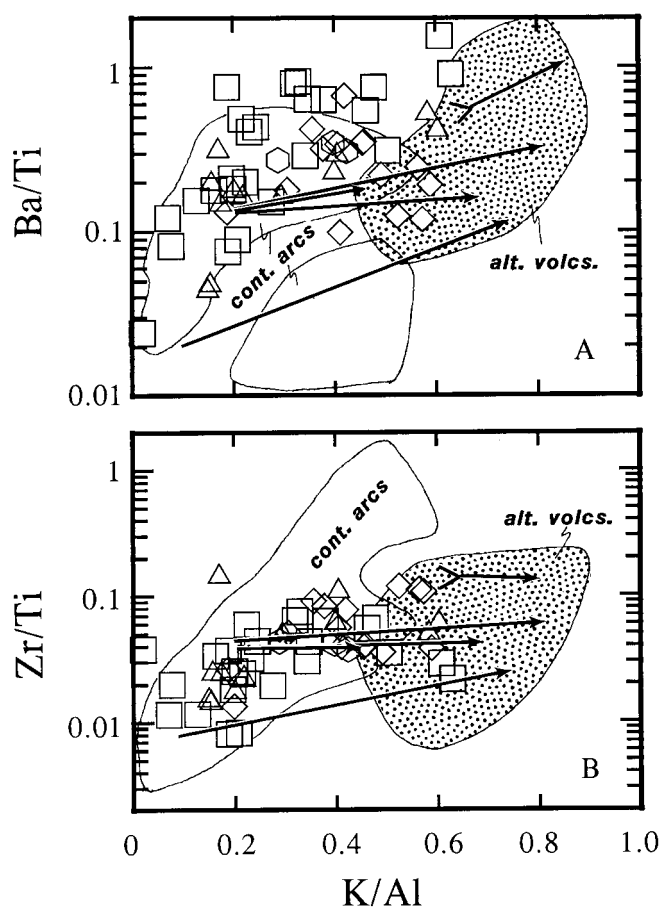 1
Ba/Ti
0.1
cont. arcs
alt. volcs.
A
0.01
1
cont. arcs
alt. volcs.
Zr/Ti
0.1
0.01
B
0 0.2 0.4 0.6 0.8 1.0
K/Al